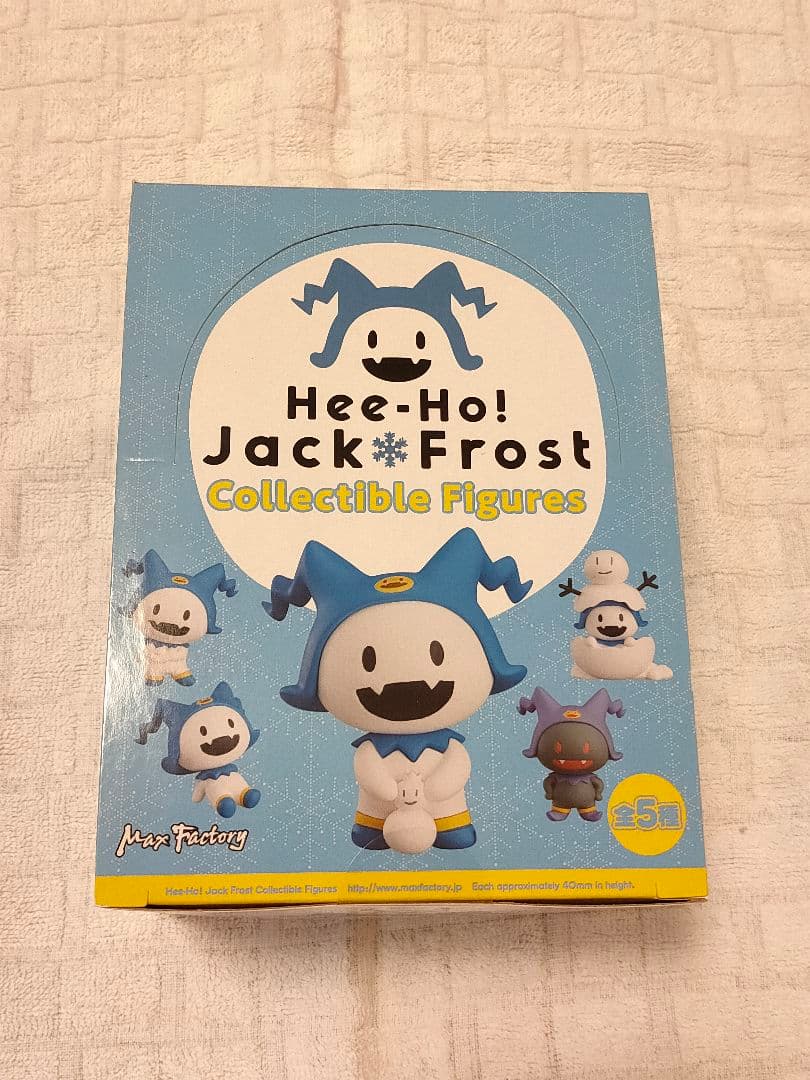 Hee-Ho!
Jack Frost
Collectible Figures
全5種
Max Factory
Hee-Ho! Jack Frost Collectible Figures http://www.maxfactory.jp Each approximately 40mm in height.